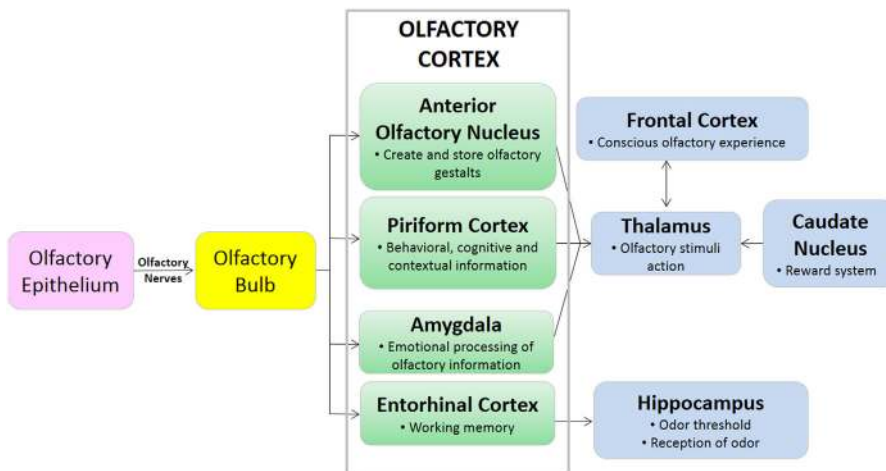 OLFACTORY
CORTEX
Anterior
Olfactory Nucleus
• Create and store olfactory
gestalts
Frontal Cortex
• Conscious olfactory experience
Olfactory
Epithelium
Olfactory
Nerves
Olfactory
Bulb
Piriform Cortex
• Behavioral, cognitive and
contextual information
Thalamus
• Olfactory stimuli
action
Caudate
Nucleus
• Reward system
Amygdala
• Emotional processing of
olfactory information
Entorhinal Cortex
• Working memory
Hippocampus
• Odor threshold
• Reception of odor